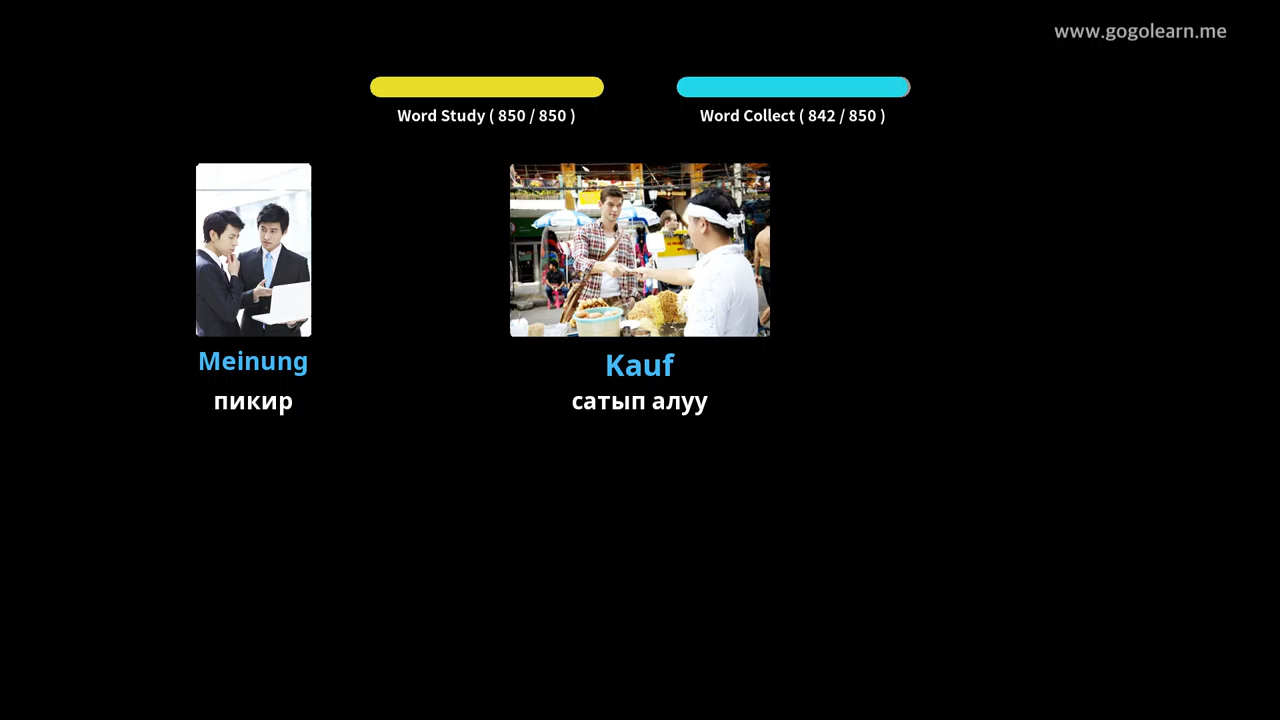 www.gogolearn.me
Word Study ( 850 / 850 )
Word Collect ( 842 / 850 )
Meinung
пикир
Kauf
сатып алуу